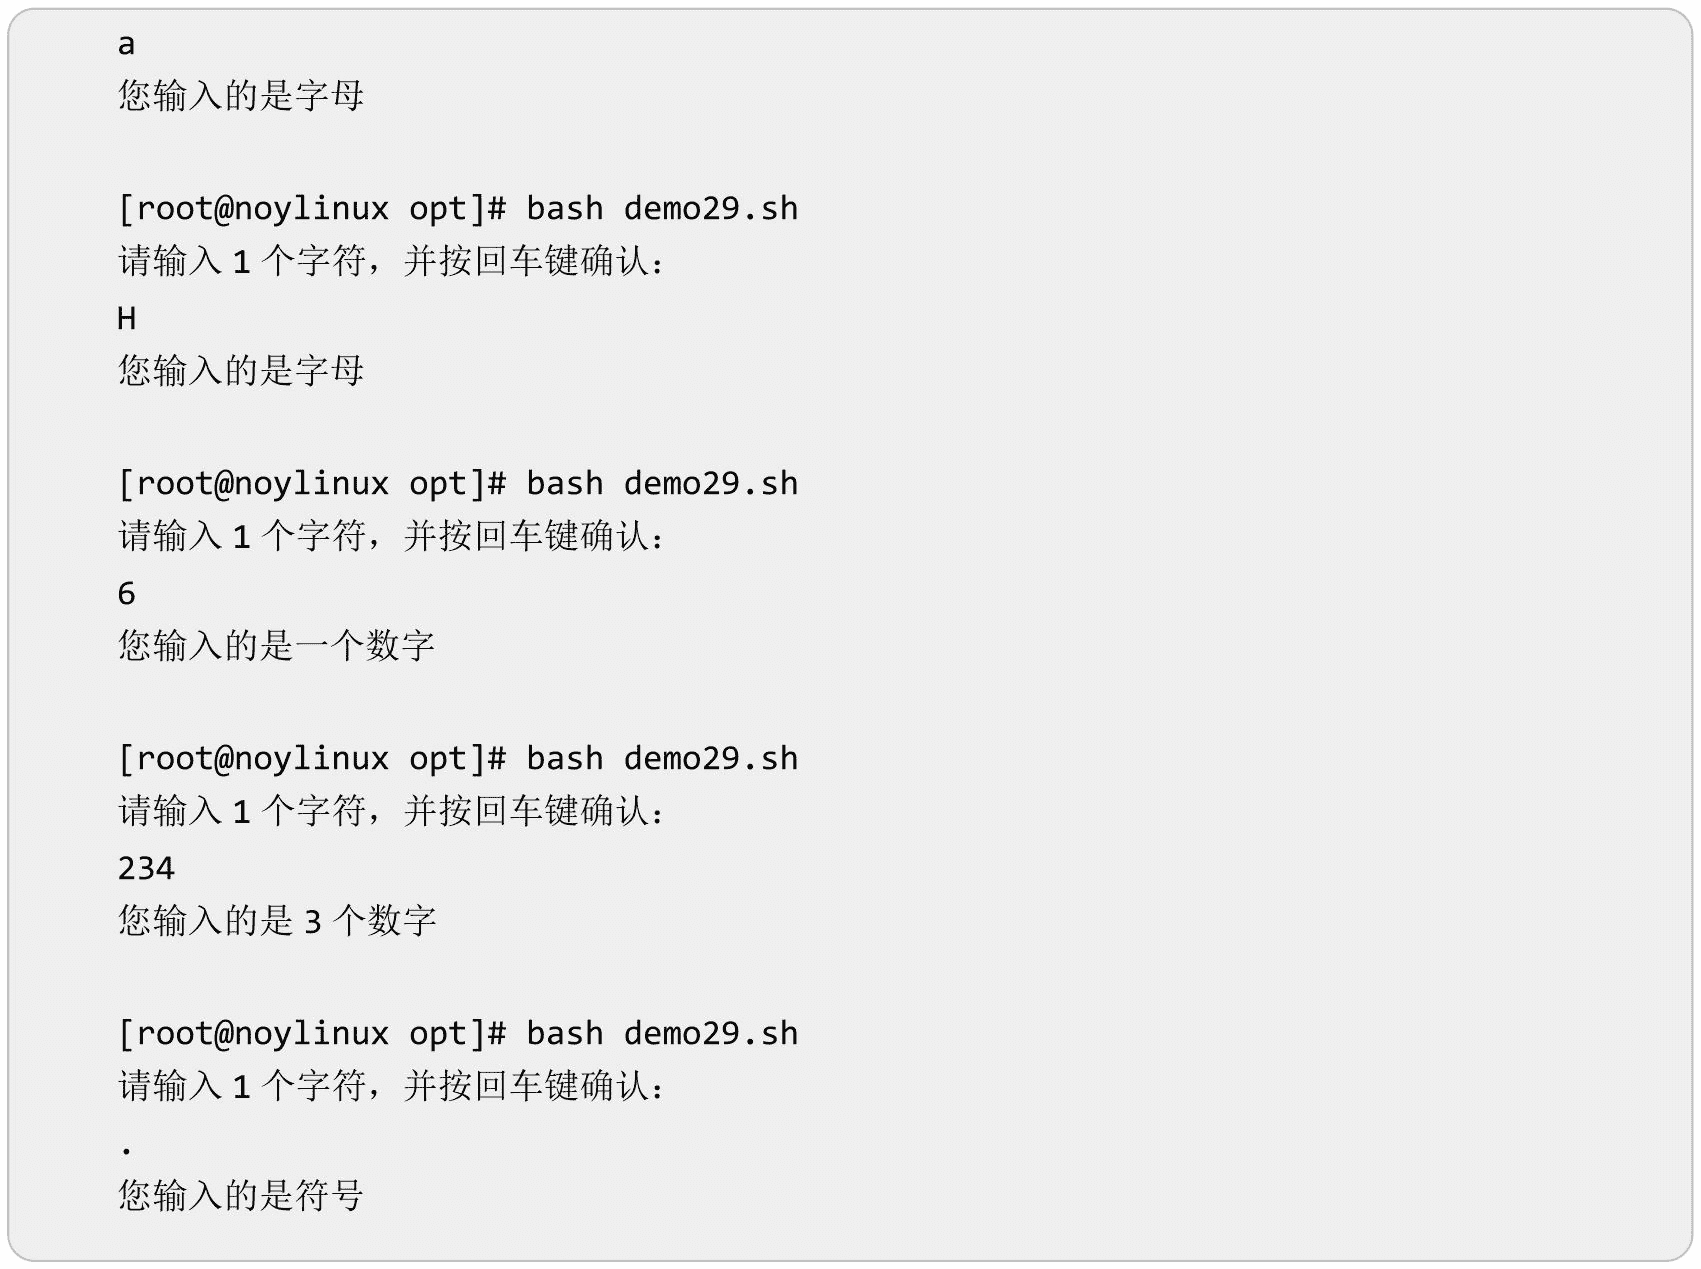 a
您输入的是字母
[root@noylinux opt]# bash demo29.sh
请输入 1 个字符，并按回车键确认：
H
您输入的是字母
[root@noylinux opt]# bash demo29.sh
请输入 1 个字符，并按回车键确认：
6
您输入的是一个数字
[root@noylinux opt]# bash demo29.sh
请输入 1 个字符，并按回车键确认：
234
您输入的是 3 个数字
[root@noylinux opt]# bash demo29.sh
请输入 1 个字符，并按回车键确认：
.
您输入的是符号